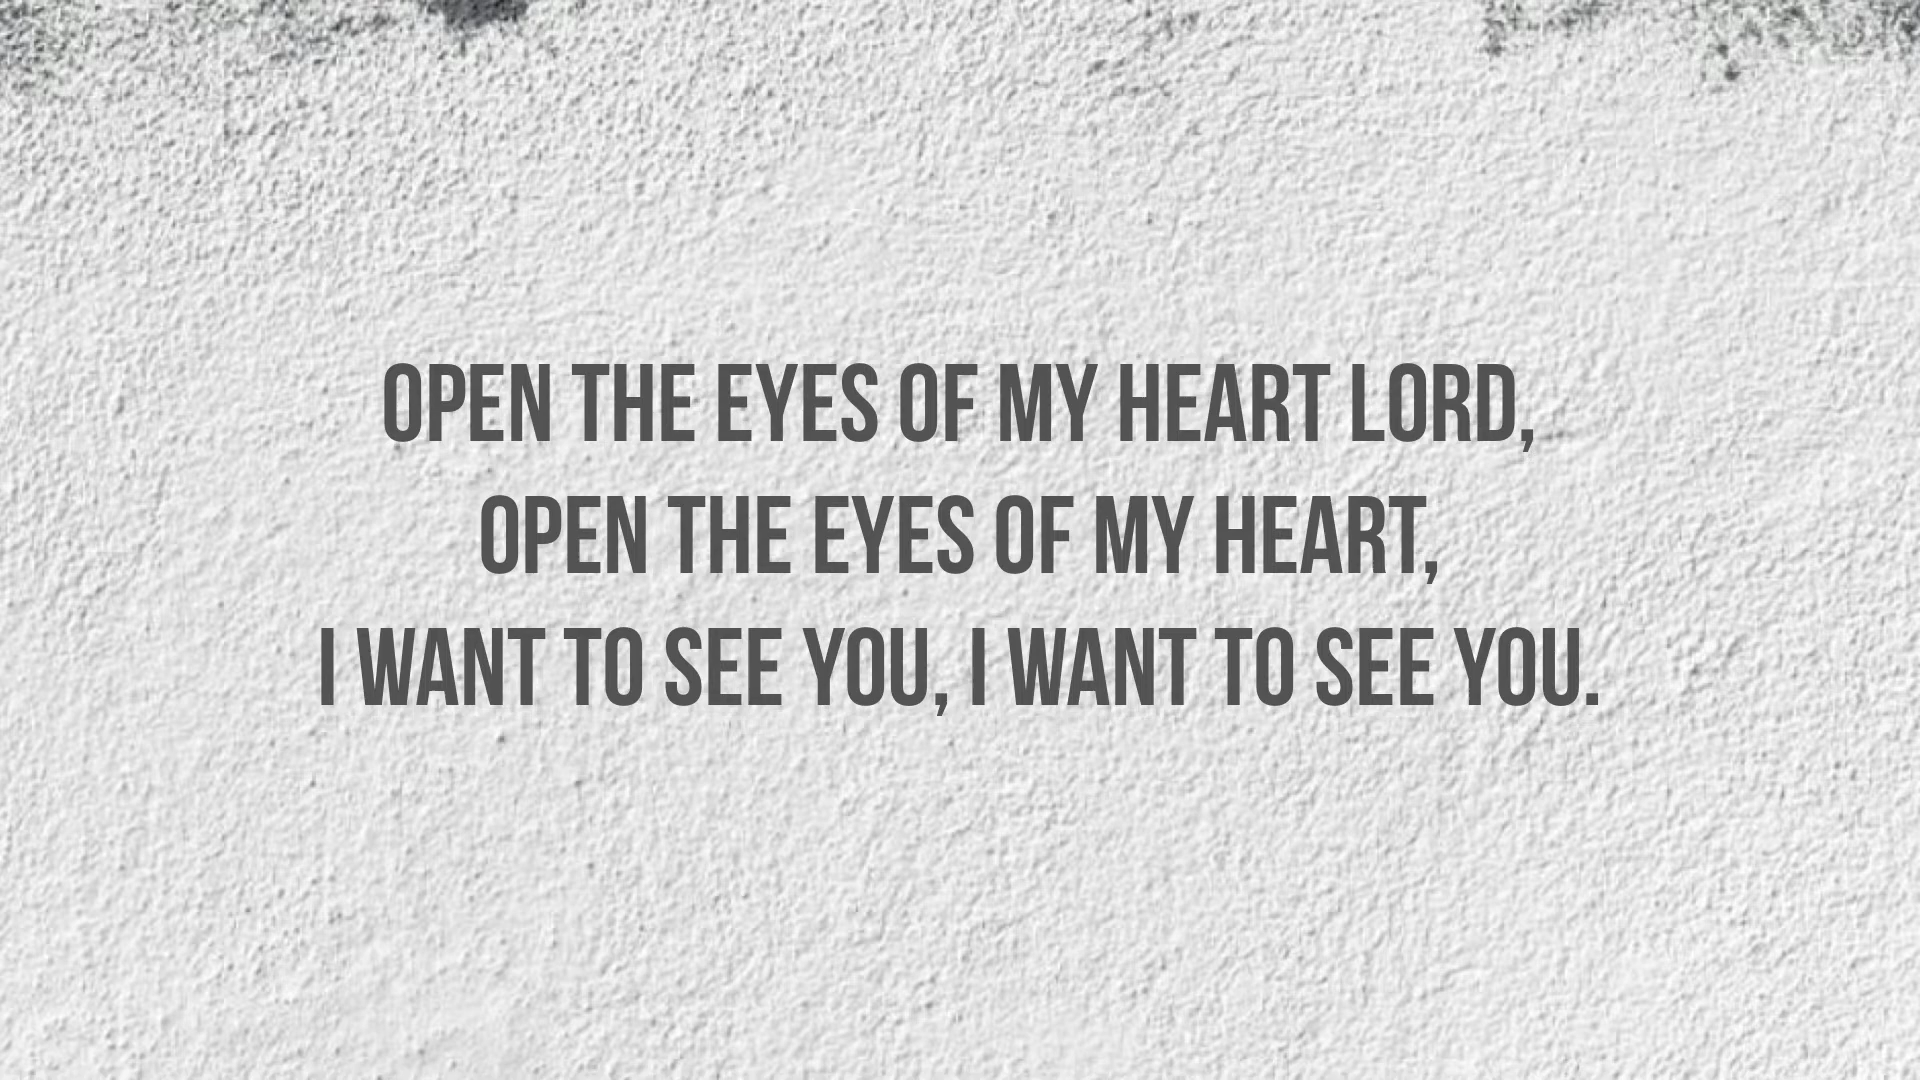 OPEN THE EYES OF MY HEART LORD,
OPEN THE EYES OF MY HEART,
I WANT TO SEE YOU, I WANT TO SEE YOU.